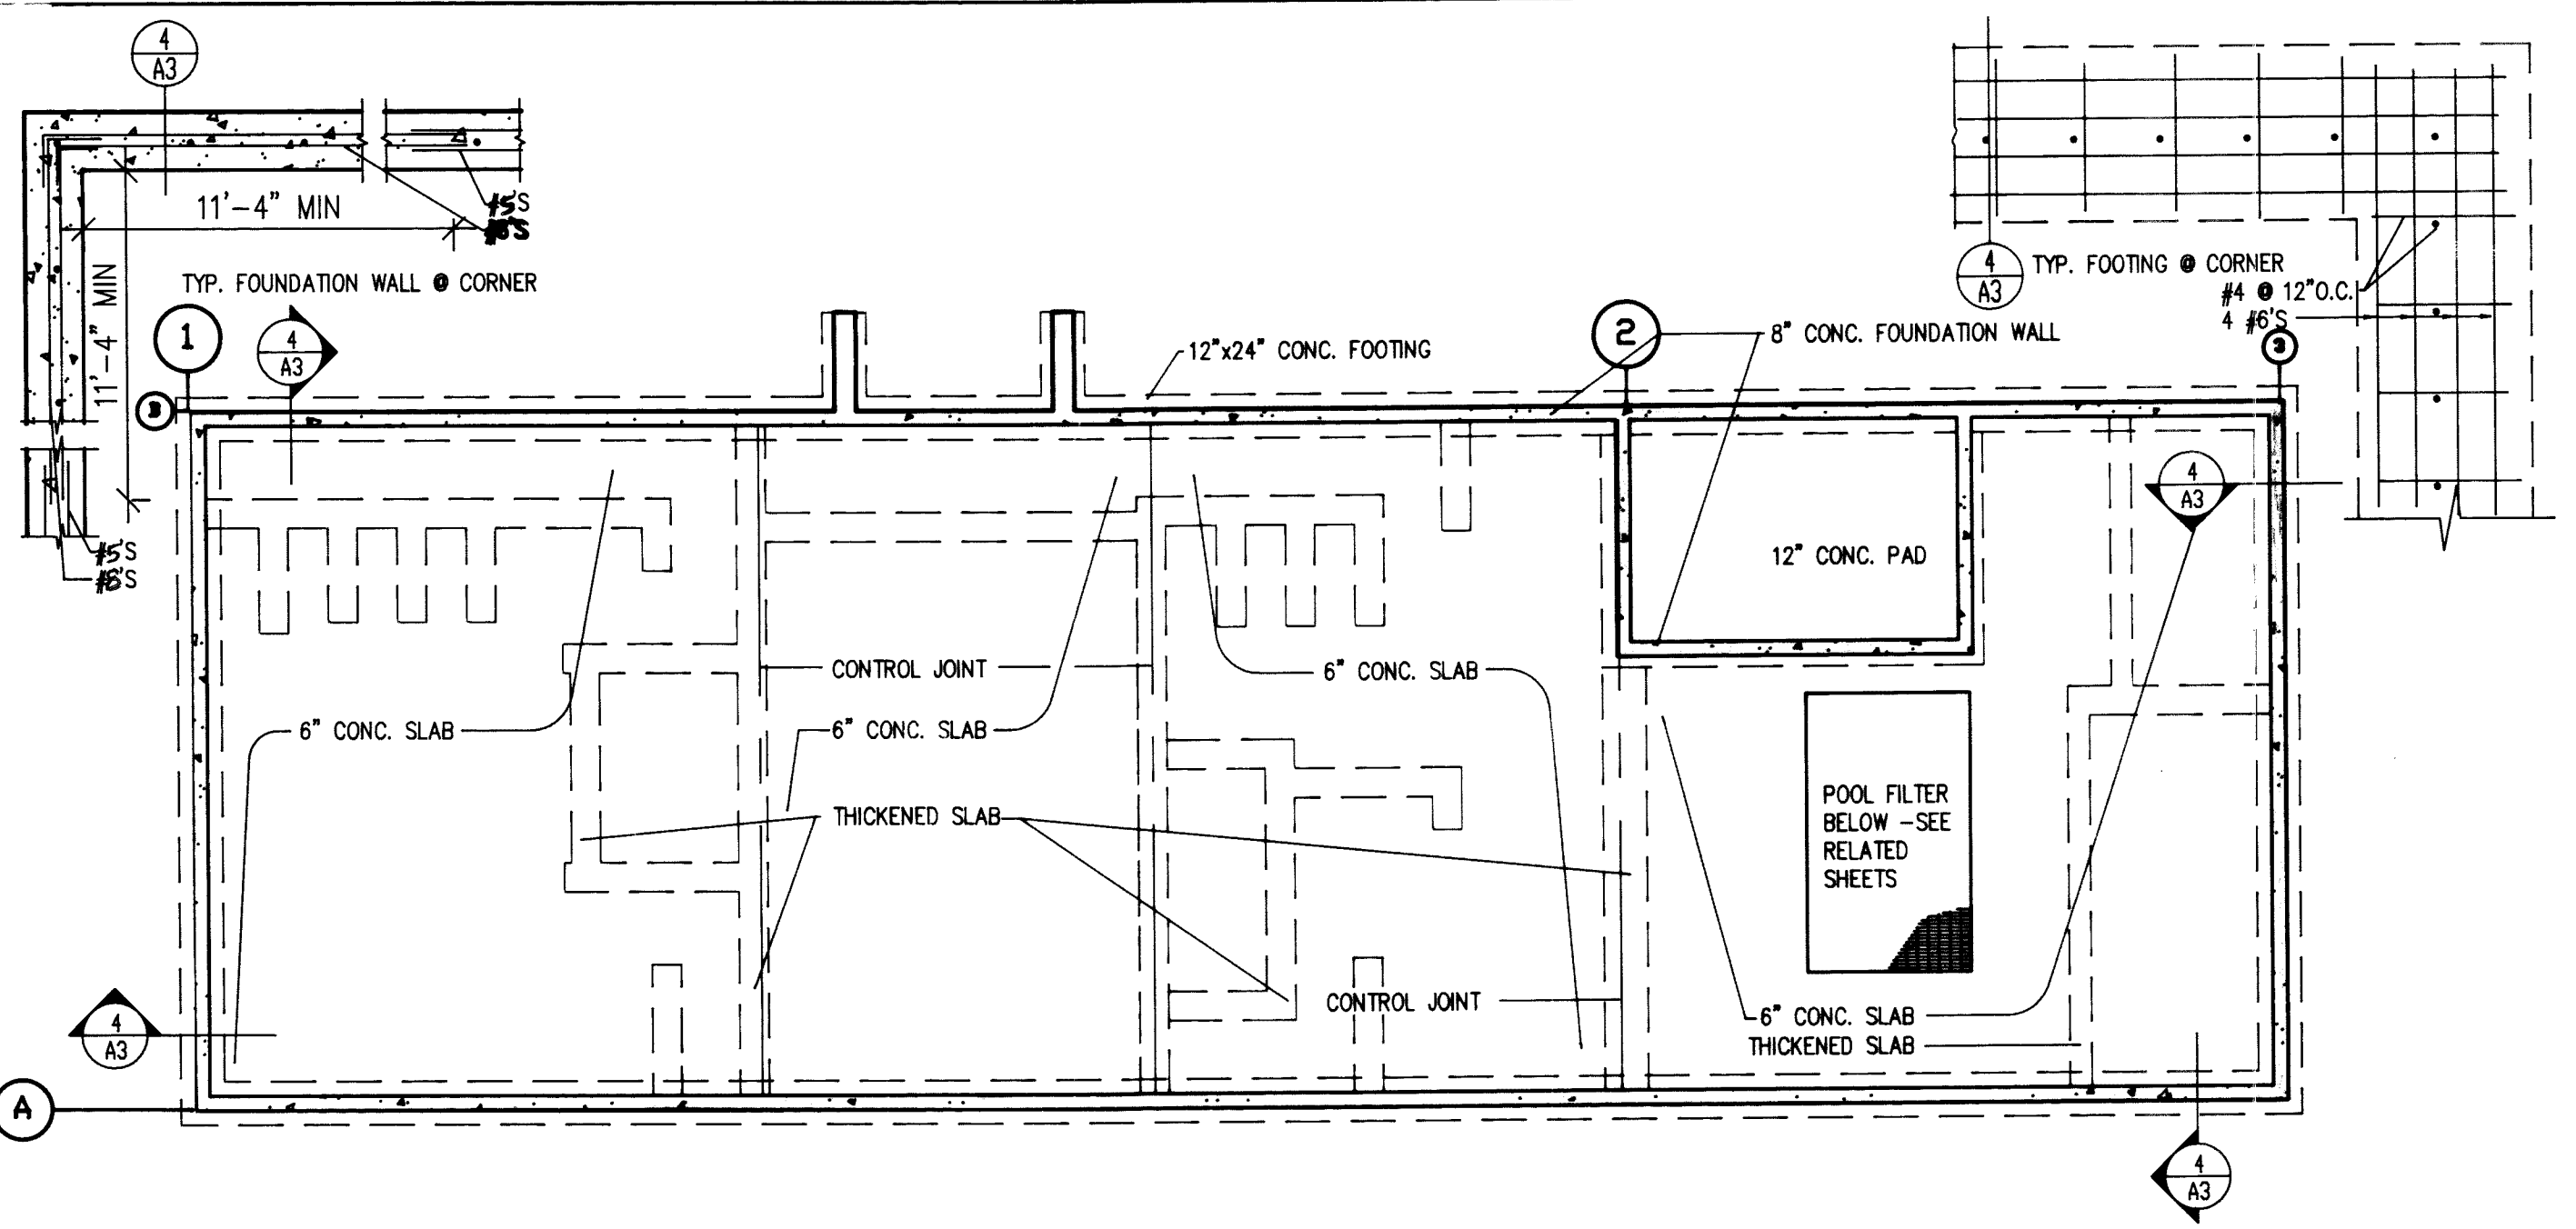 4
A3
11'-4" MIN
#5'S
11'-4" MIN
TYP. FOUNDATION WALL @ CORNER
#5'S
4
A3
TYP. FOOTING @ CORNER
#4 @ 12"O.C.
4 #6'S
1
4
A3
B
12"x24" CONC. FOOTING
2
8" CONC. FOUNDATION WALL
3
4
A3
12" CONC. PAD
CONTROL JOINT
6" CONC. SLAB
6" CONC. SLAB
6" CONC. SLAB
THICKENED SLAB
POOL FILTER
BELOW -SEE
RELATED
SHEETS
CONTROL JOINT
6" CONC. SLAB
THICKENED SLAB
4
A3
A
4
A3